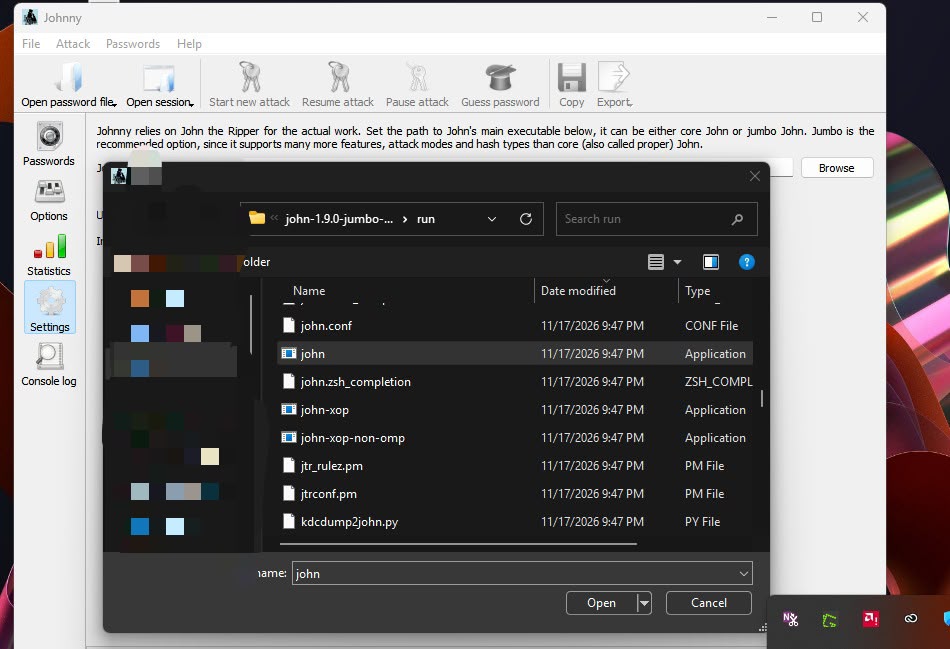 Johnny
File Attack Passwords Help
Open password file Open session Start new attack Resume attack Pause attack Guess password Copy Export
Passwords
Options
Statistics
Settings
Console log
Johnny relies on John the Ripper for the actual work. Set the path to John's main executable below, it can be either core John or jumbo John. Jumbo is the
recommended option, since it supports many more features, attack modes and hash types than core (also called proper) John.
Browse
« john-1.9.0-jumbo-... › run Search run
older
Name Date modified Type
john.conf 11/17/2026 9:47 PM CONF File
john 11/17/2026 9:47 PM Application
john.zsh_completion 11/17/2026 9:47 PM ZSH_COMPL
john-xop 11/17/2026 9:47 PM Application
john-xop-non-omp 11/17/2026 9:47 PM Application
jtr_rulez.pm 11/17/2026 9:47 PM PM File
jtrconf.pm 11/17/2026 9:47 PM PM File
kdcdump2john.py 11/17/2026 9:47 PM PY File
name: john
Open Cancel